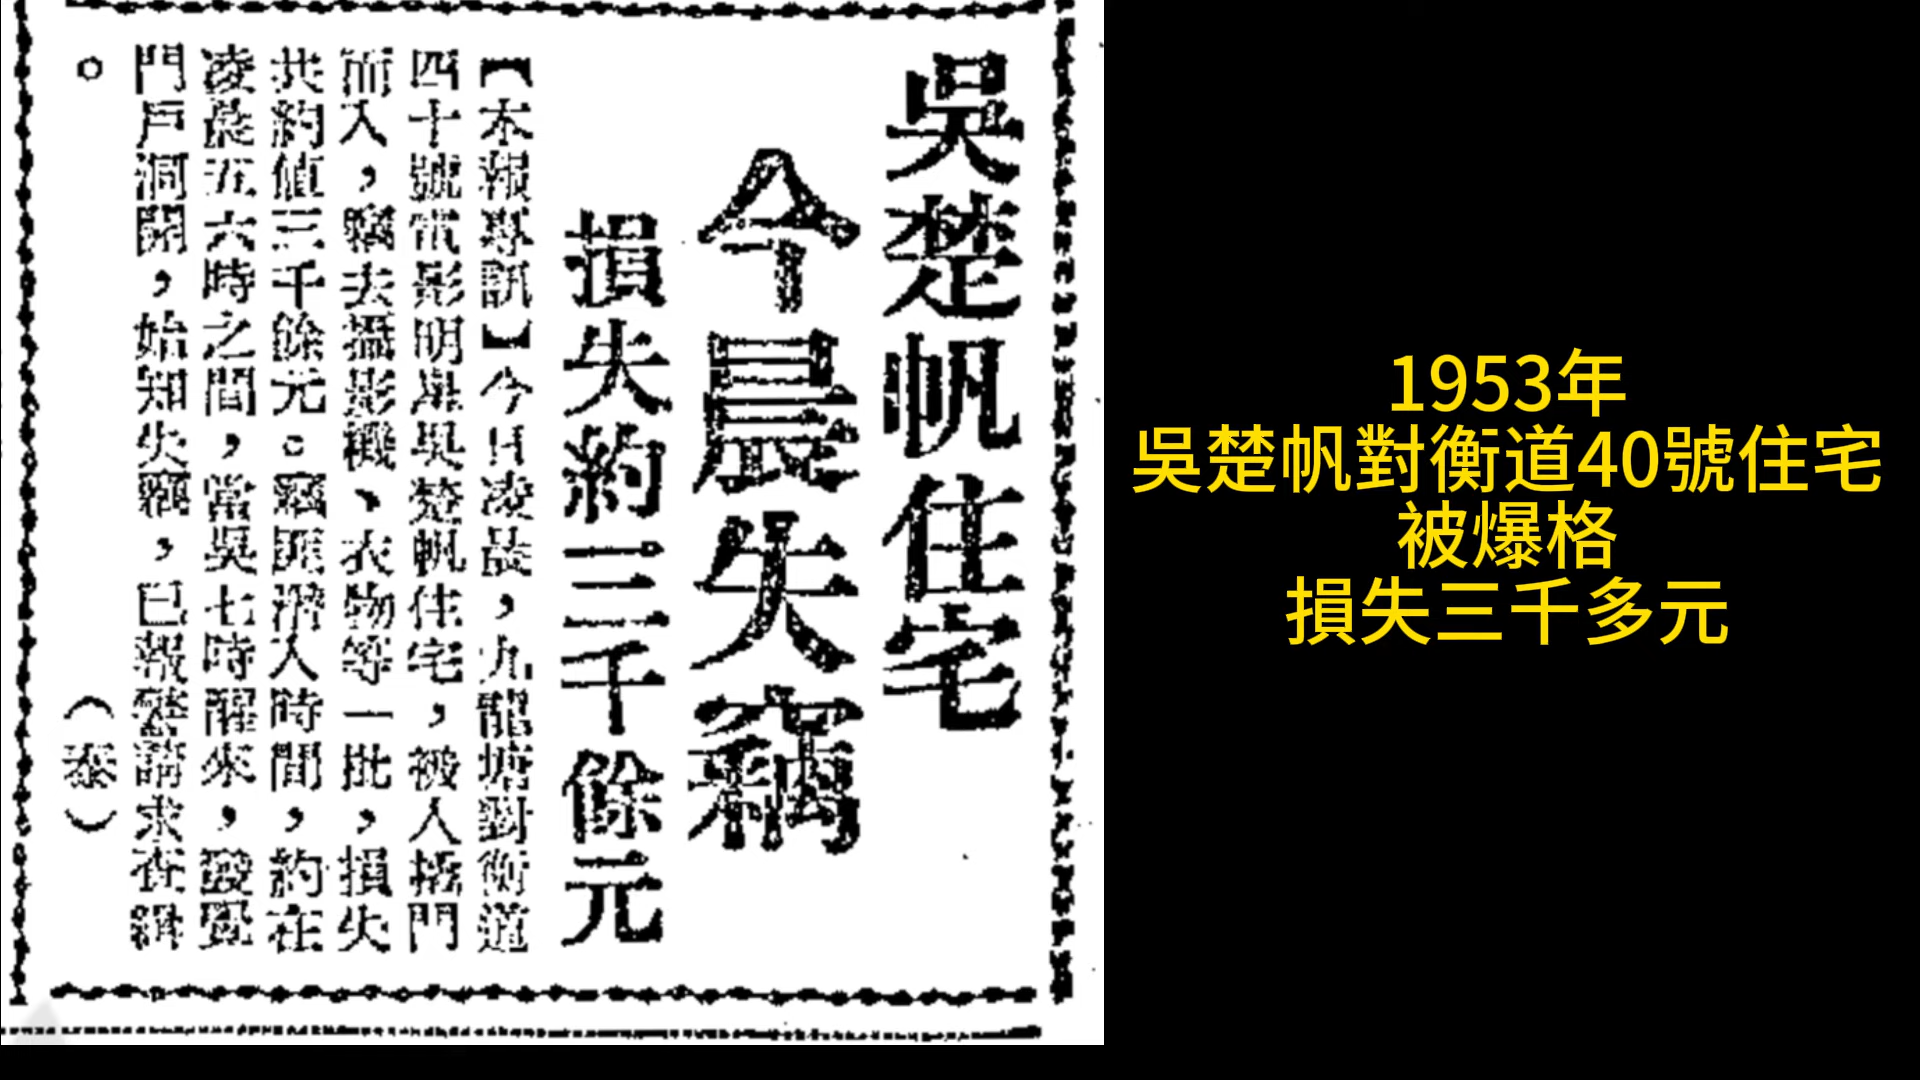 吳楚帆住宅
今晨失竊
損失約三千餘元
【本報專訊】今日凌晨，九龍塘對衡道
四十號電影明星吳楚帆住宅，被人撬門
而入，竊去攝影機、衣物等一批，損失
共約值三千餘元。竊匪潛入時間，約在
凌晨五六時之間，當吳七時醒來，發覺
門戶洞開，始知失竊，已報警請求查緝
。（泰）
1953年
吳楚帆對衡道40號住宅
被爆格
損失三千多元